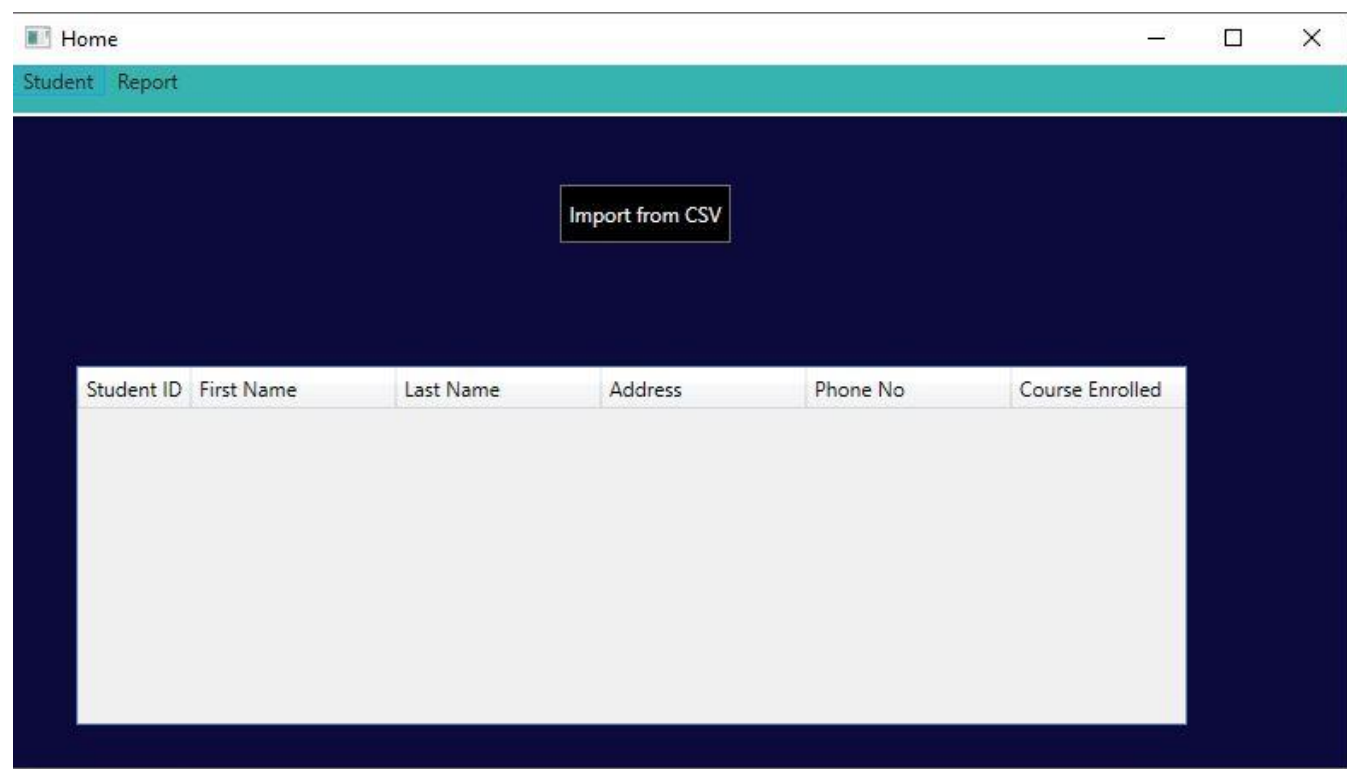 Home
Student Report
Import from CSV
Student ID First Name Last Name Address Phone No Course Enrolled